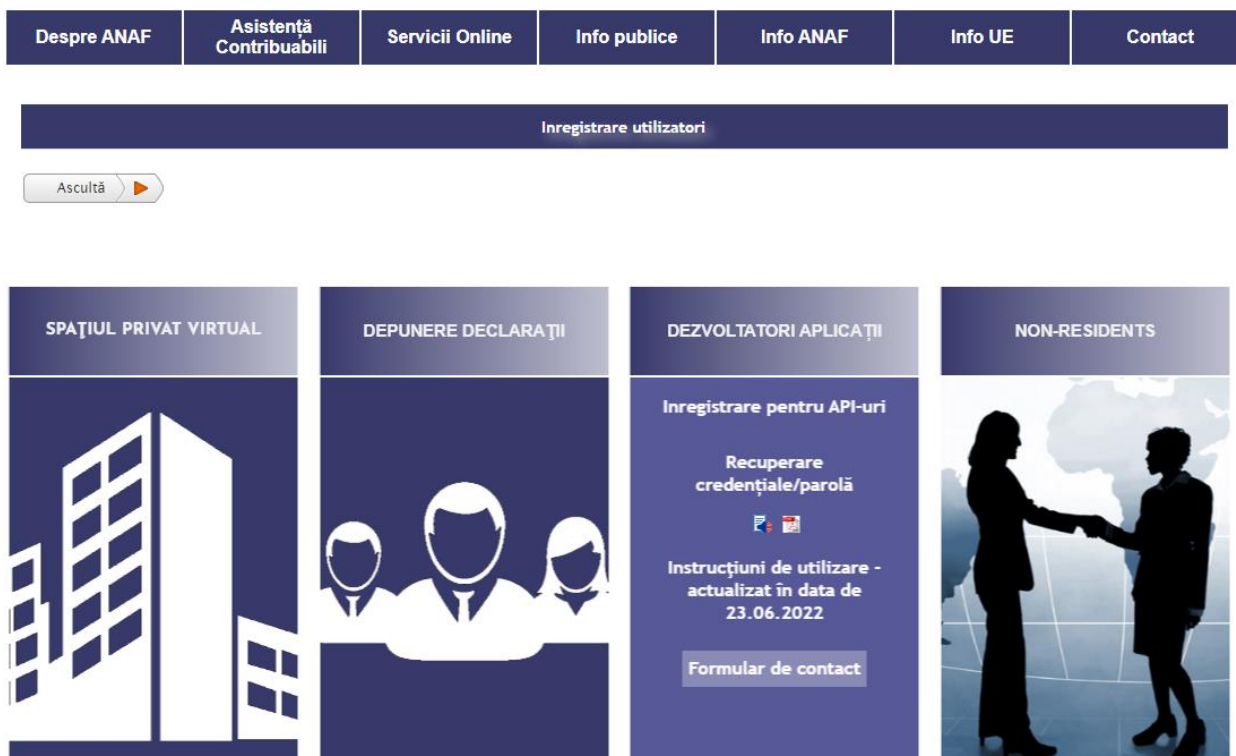 Despre ANAF
Asistență
Contribuabili
Servicii Online
Info publice
Info ANAF
Info UE
Contact
Inregistrare utilizatori
Ascultă
SPAŢIUL PRIVAT VIRTUAL
DEPUNERE DECLARAŢII
DEZVOLTATORI APLICAȚII
NON-RESIDENTS
Inregistrare pentru API-uri
Recuperare
credențiale/parolă
Instrucţiuni de utilizare -
actualizat în data de
23.06.2022
Formular de contact